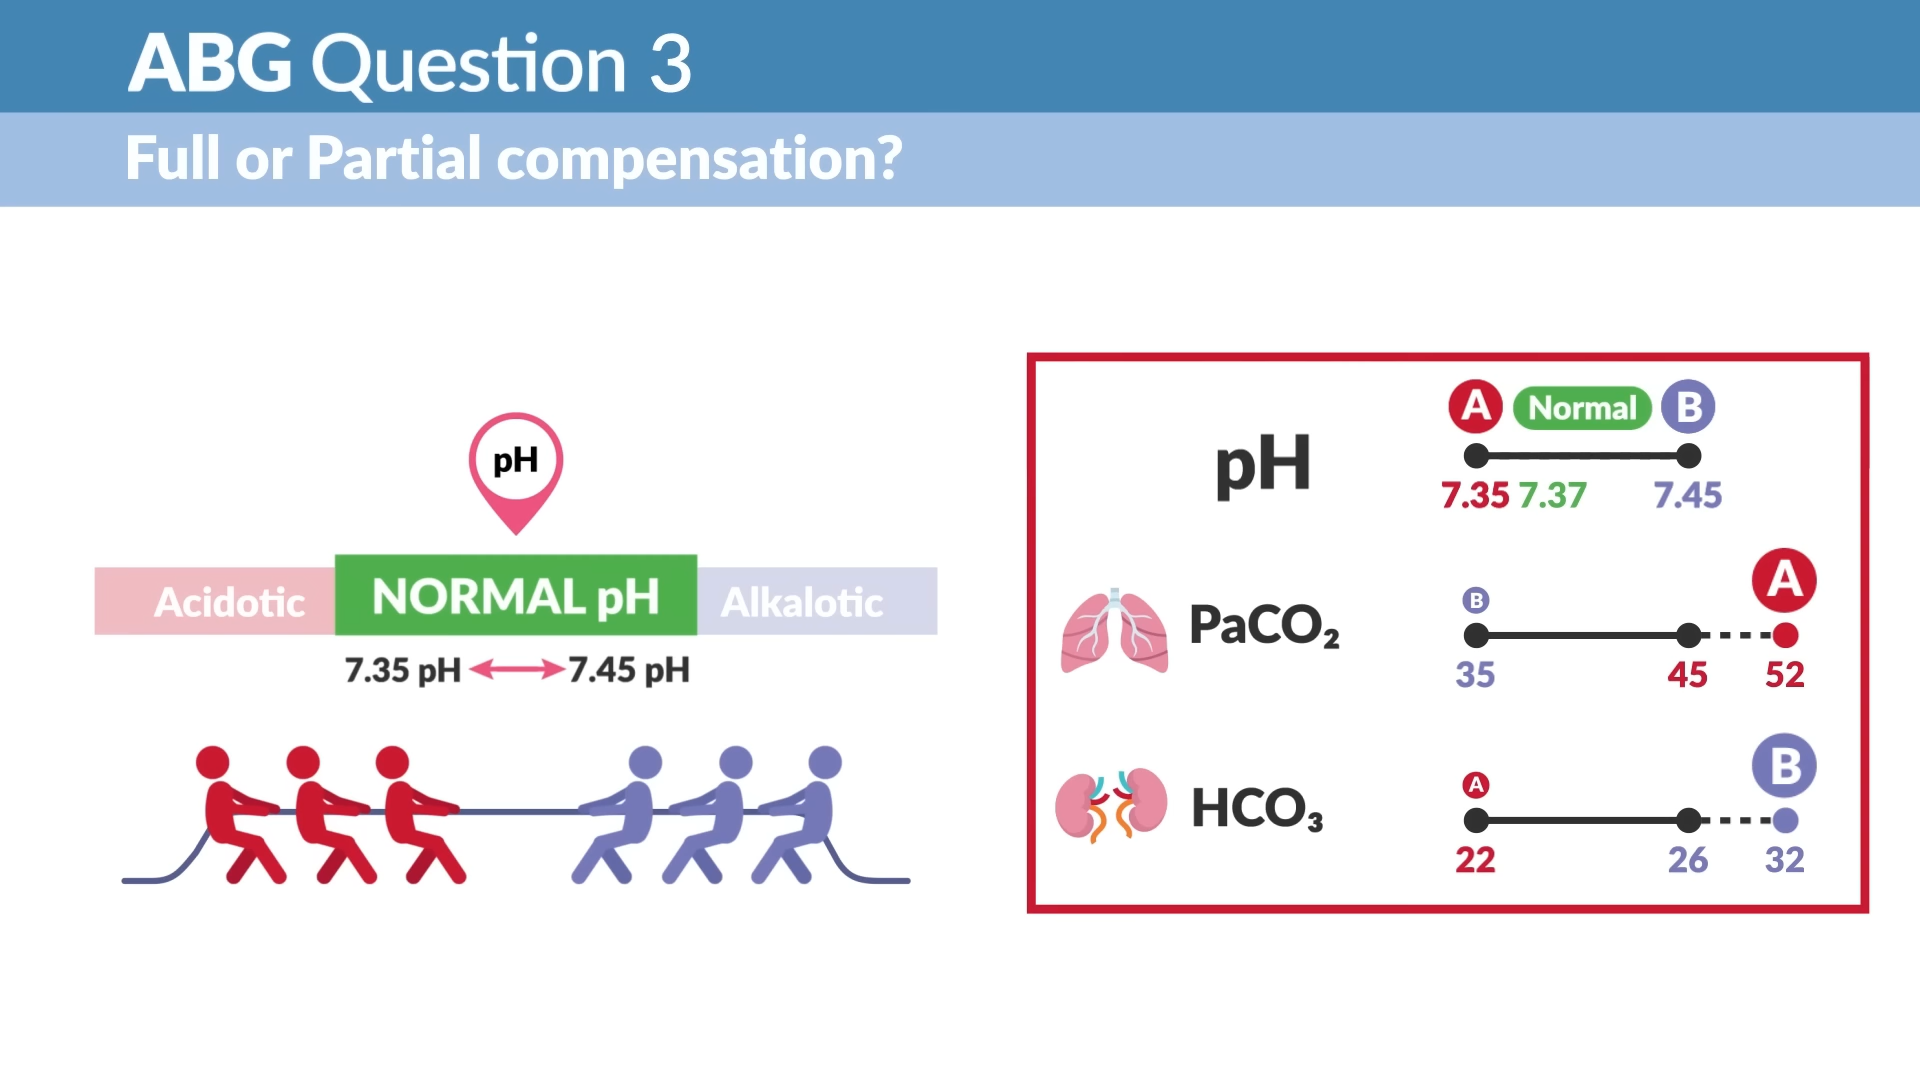 ABG Question 3
Full or Partial compensation?
pH
Acidotic NORMAL pH Alkalotic
7.35 pH 7.45 pH
A Normal B
pH
7.35 7.37 7.45
B A
PaCO₂
35 45 52
A B
HCO₃
22 26 32